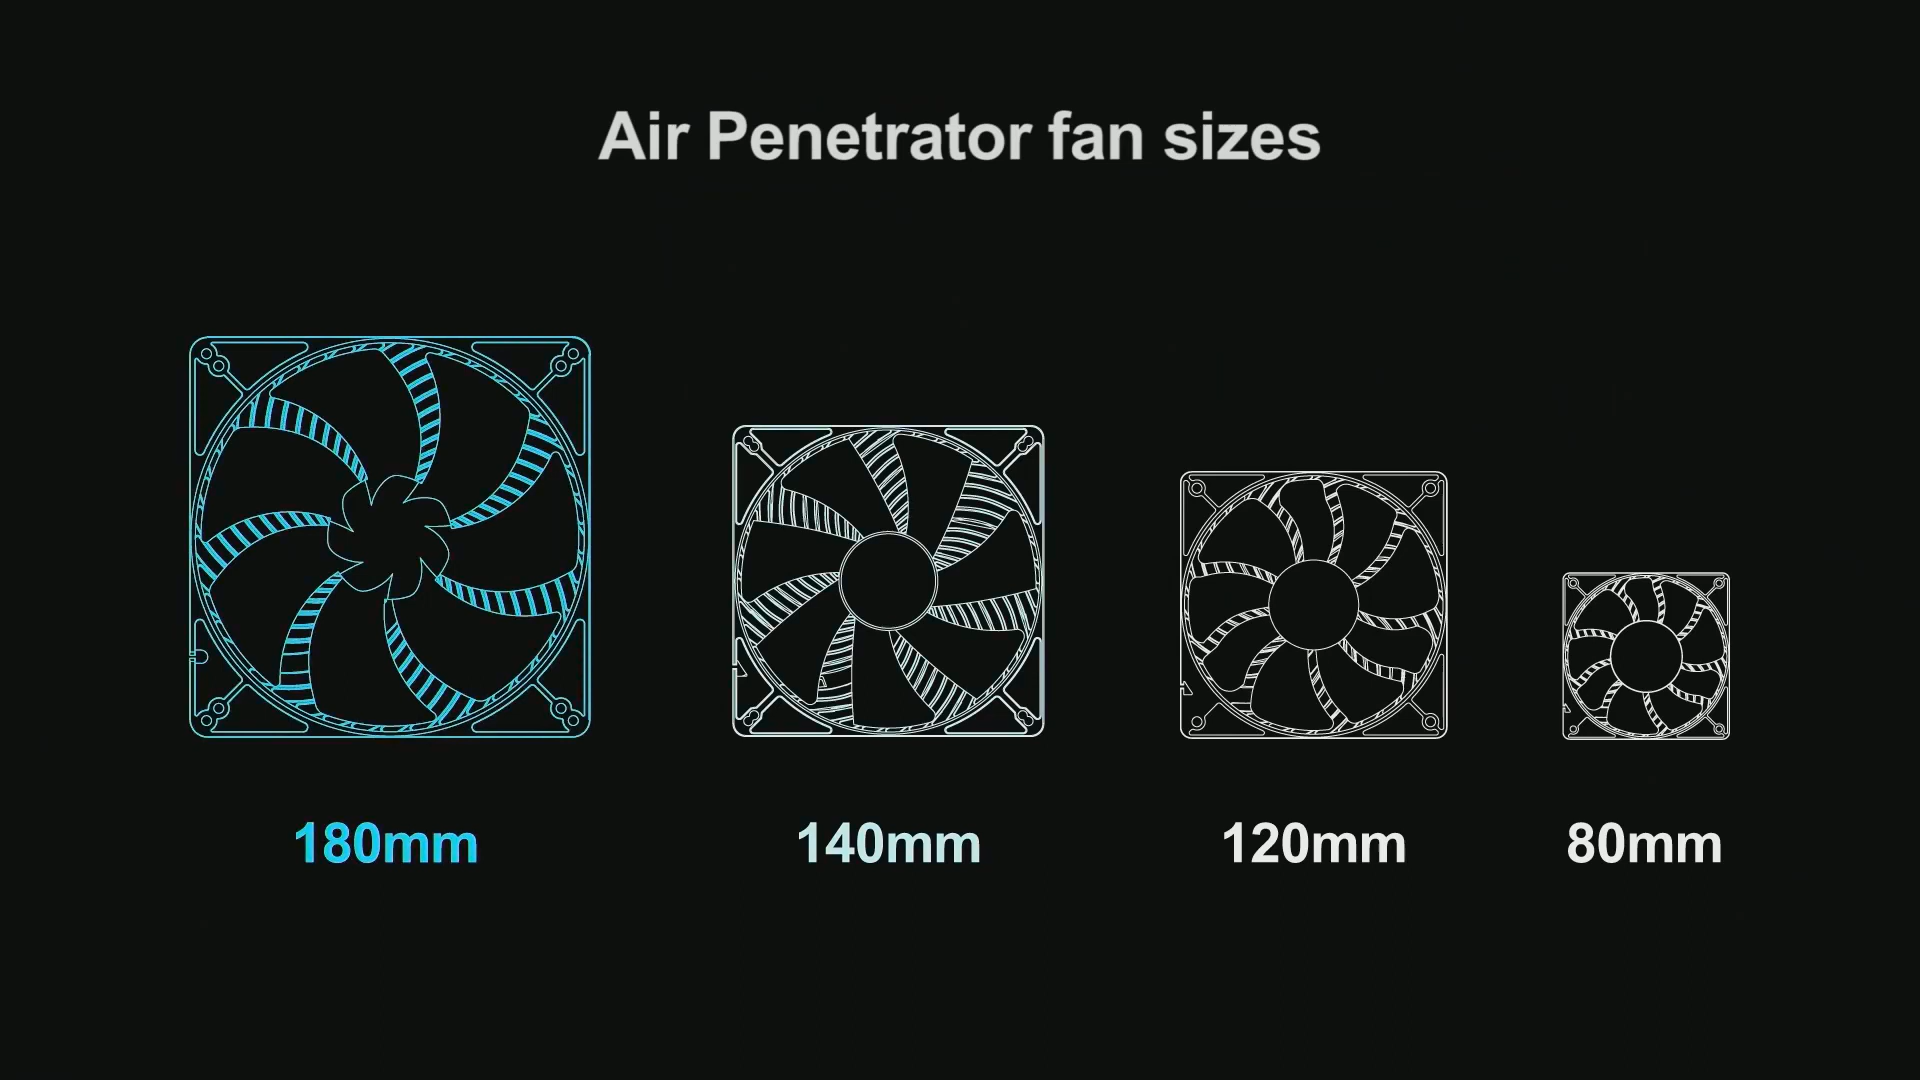 Air Penetrator fan sizes
180mm
140mm
120mm
80mm